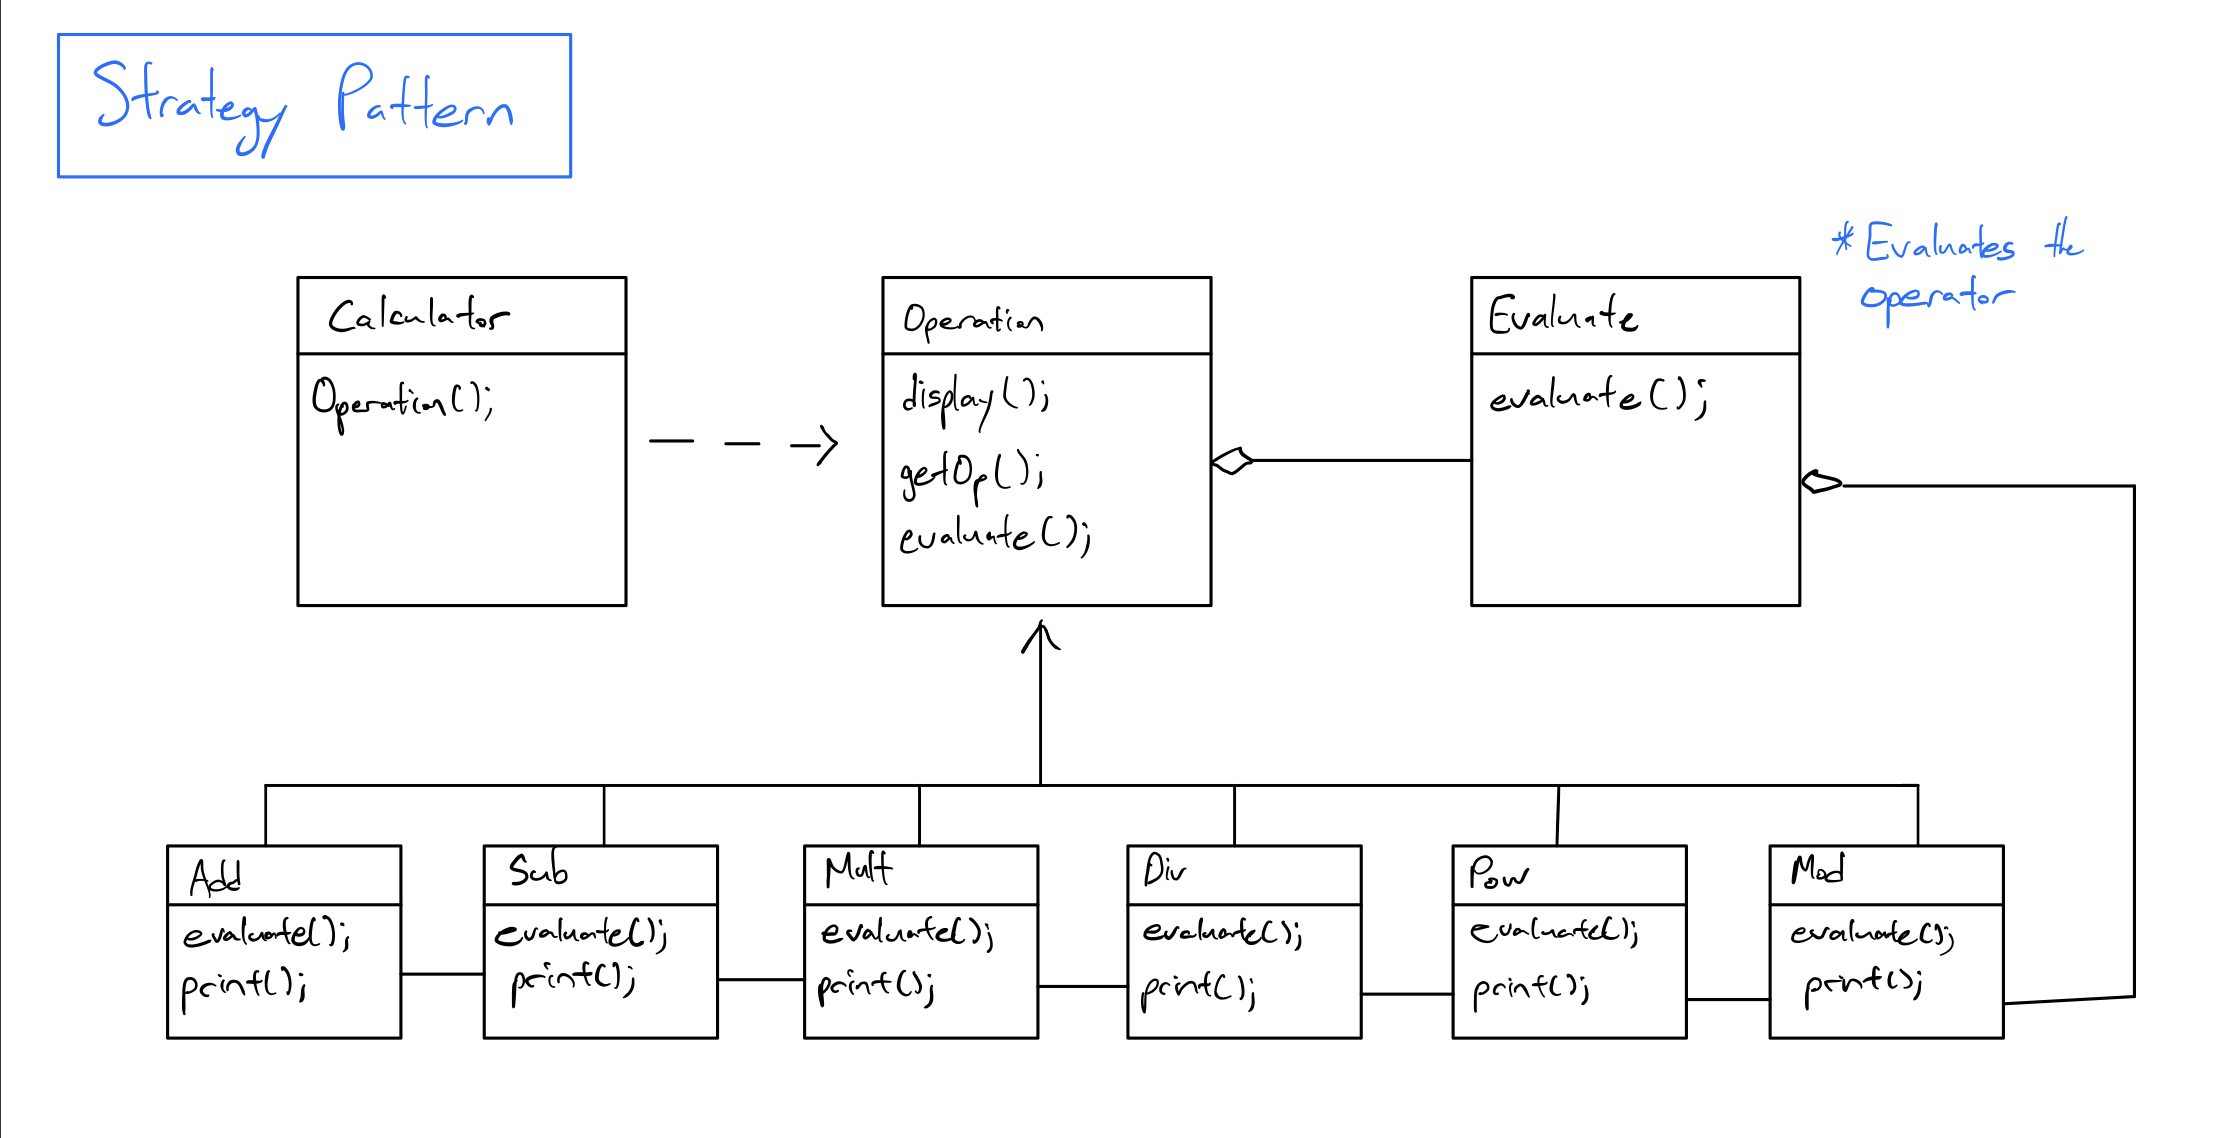 Strategy Pattern
*Evaluates the
operator
Calculator
Operation();
Operation
display();
getOp();
evaluate();
Evaluate
evaluate();
Add
evaluate();
print();
Sub
evaluate();
print();
Mult
evaluate();
print();
Div
evaluate();
print();
Pow
evaluate();
print();
Mod
evaluate();
print();